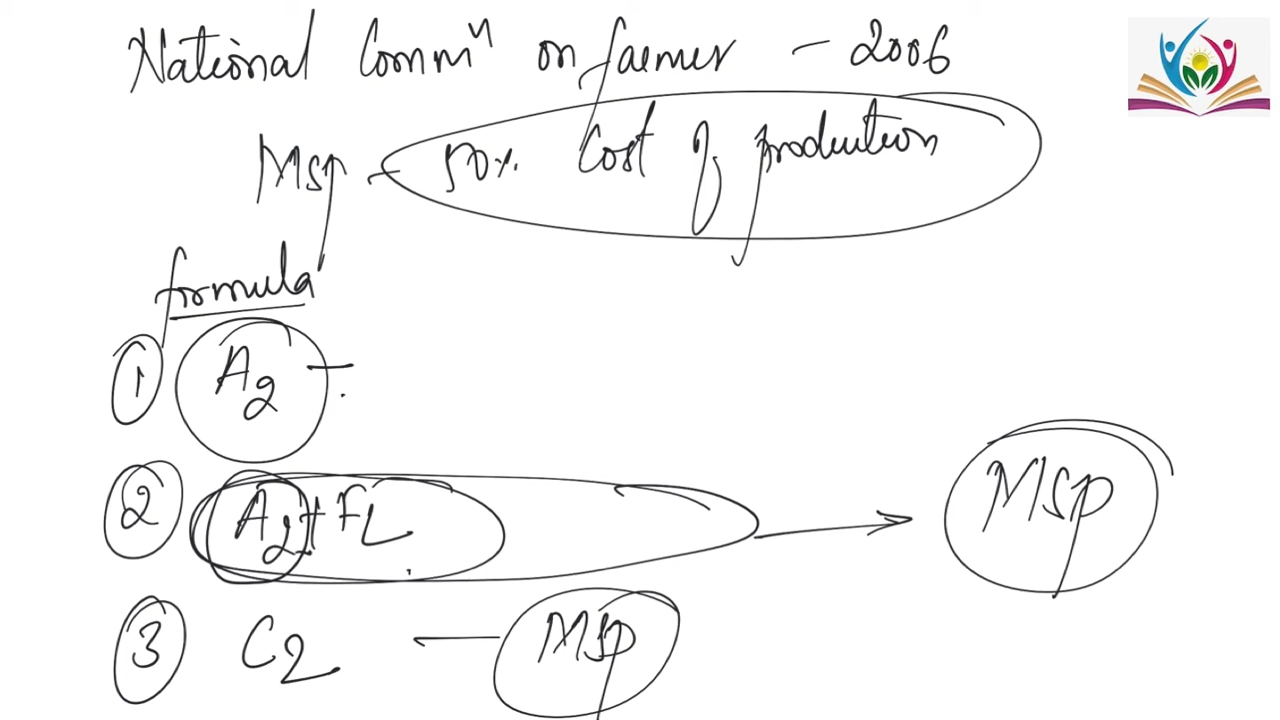 National Commn on farmer - 2006
MSP - 50% Cost of production
formula
1 A2 -
2 A2+FL → MSP
3 C2 — MSP